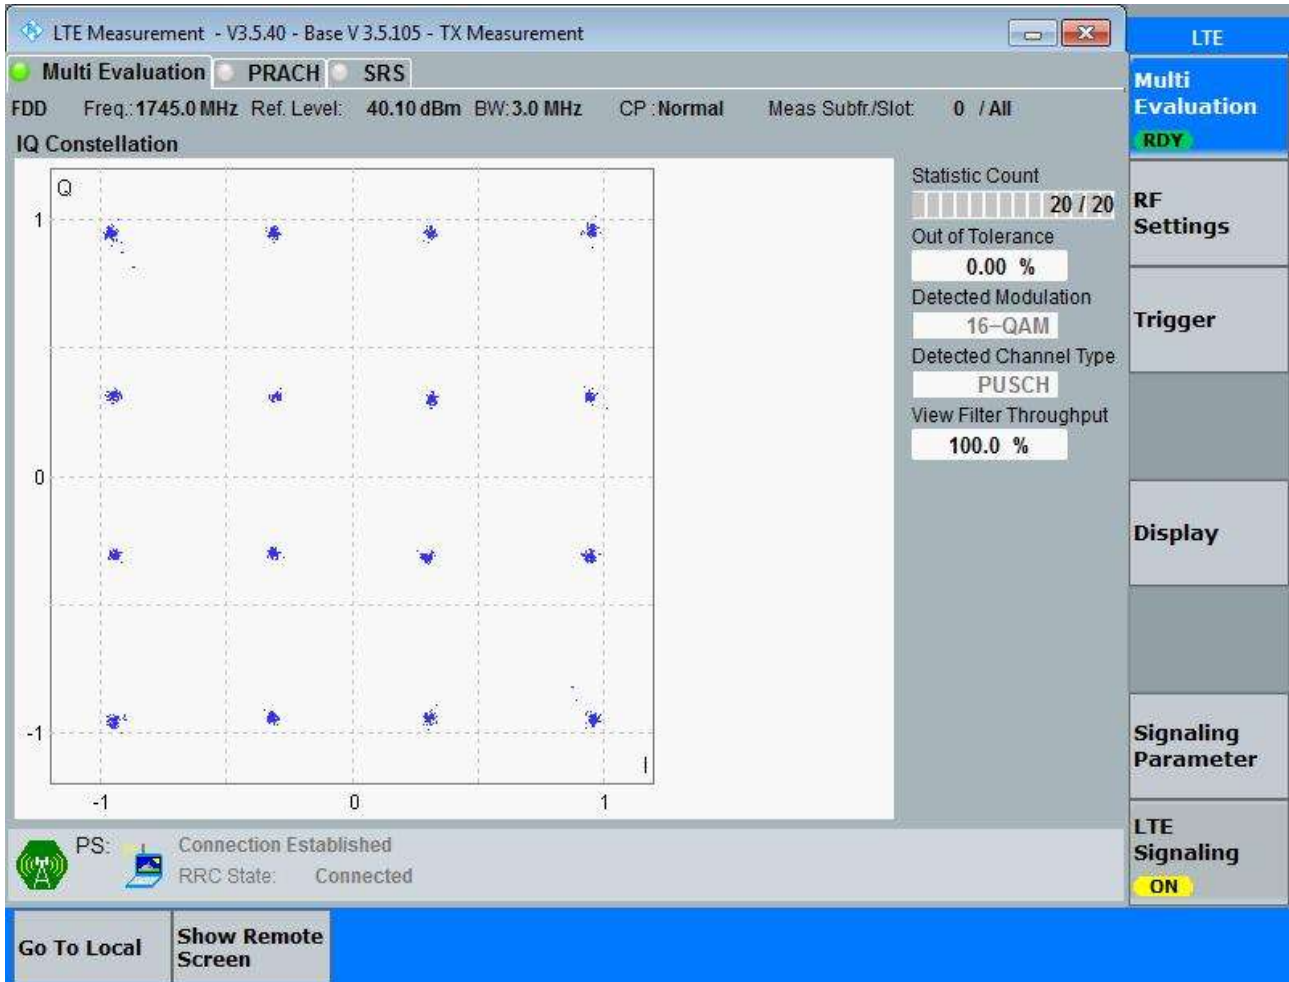 LTE Measurement - V3.5.40 - Base V 3.5.105 - TX Measurement
LTE
Multi Evaluation PRACH SRS
FDD Freq.:1745.0 MHz Ref. Level: 40.10 dBm BW:3.0 MHz CP :Normal Meas Subfr./Slot: 0 / All
IQ Constellation
Q
1
0
-1
-1 0 1
I
Statistic Count
20 / 20
Out of Tolerance
0.00 %
Detected Modulation
16-QAM
Detected Channel Type
PUSCH
View Filter Throughput
100.0 %
Multi
Evaluation
RDY
RF
Settings
Trigger
Display
Signaling
Parameter
LTE
Signaling
ON
PS: Connection Established
RRC State: Connected
Go To Local
Show Remote
Screen